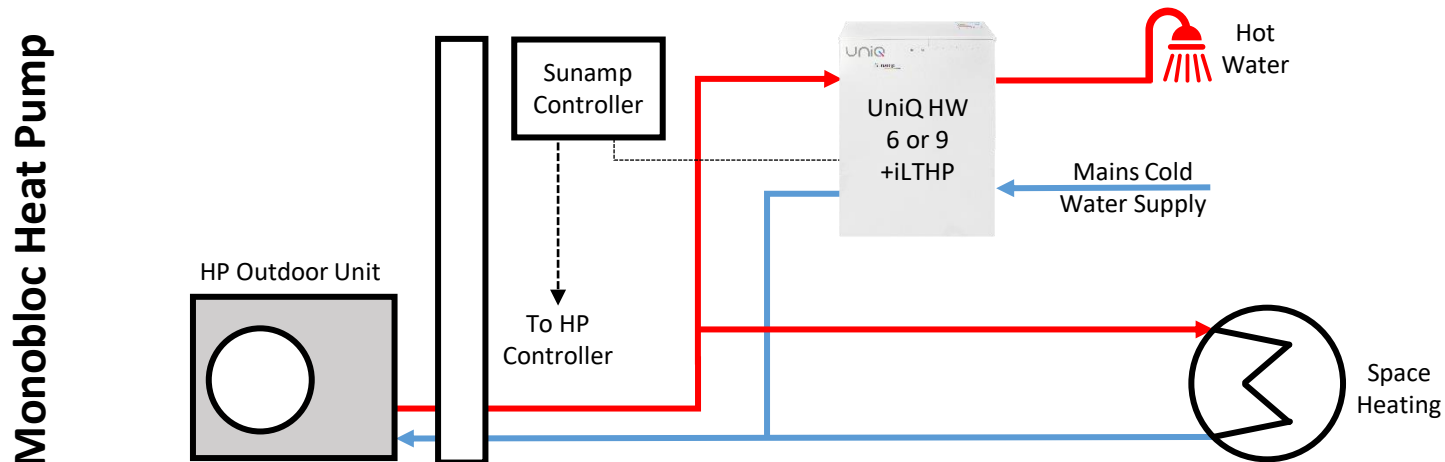 Monobloc Heat Pump
Sunamp
Controller
UniQ
Sunamp
UniQ HW
6 or 9
+iLTHP
Hot
Water
Mains Cold
Water Supply
HP Outdoor Unit
To HP
Controller
Space
Heating